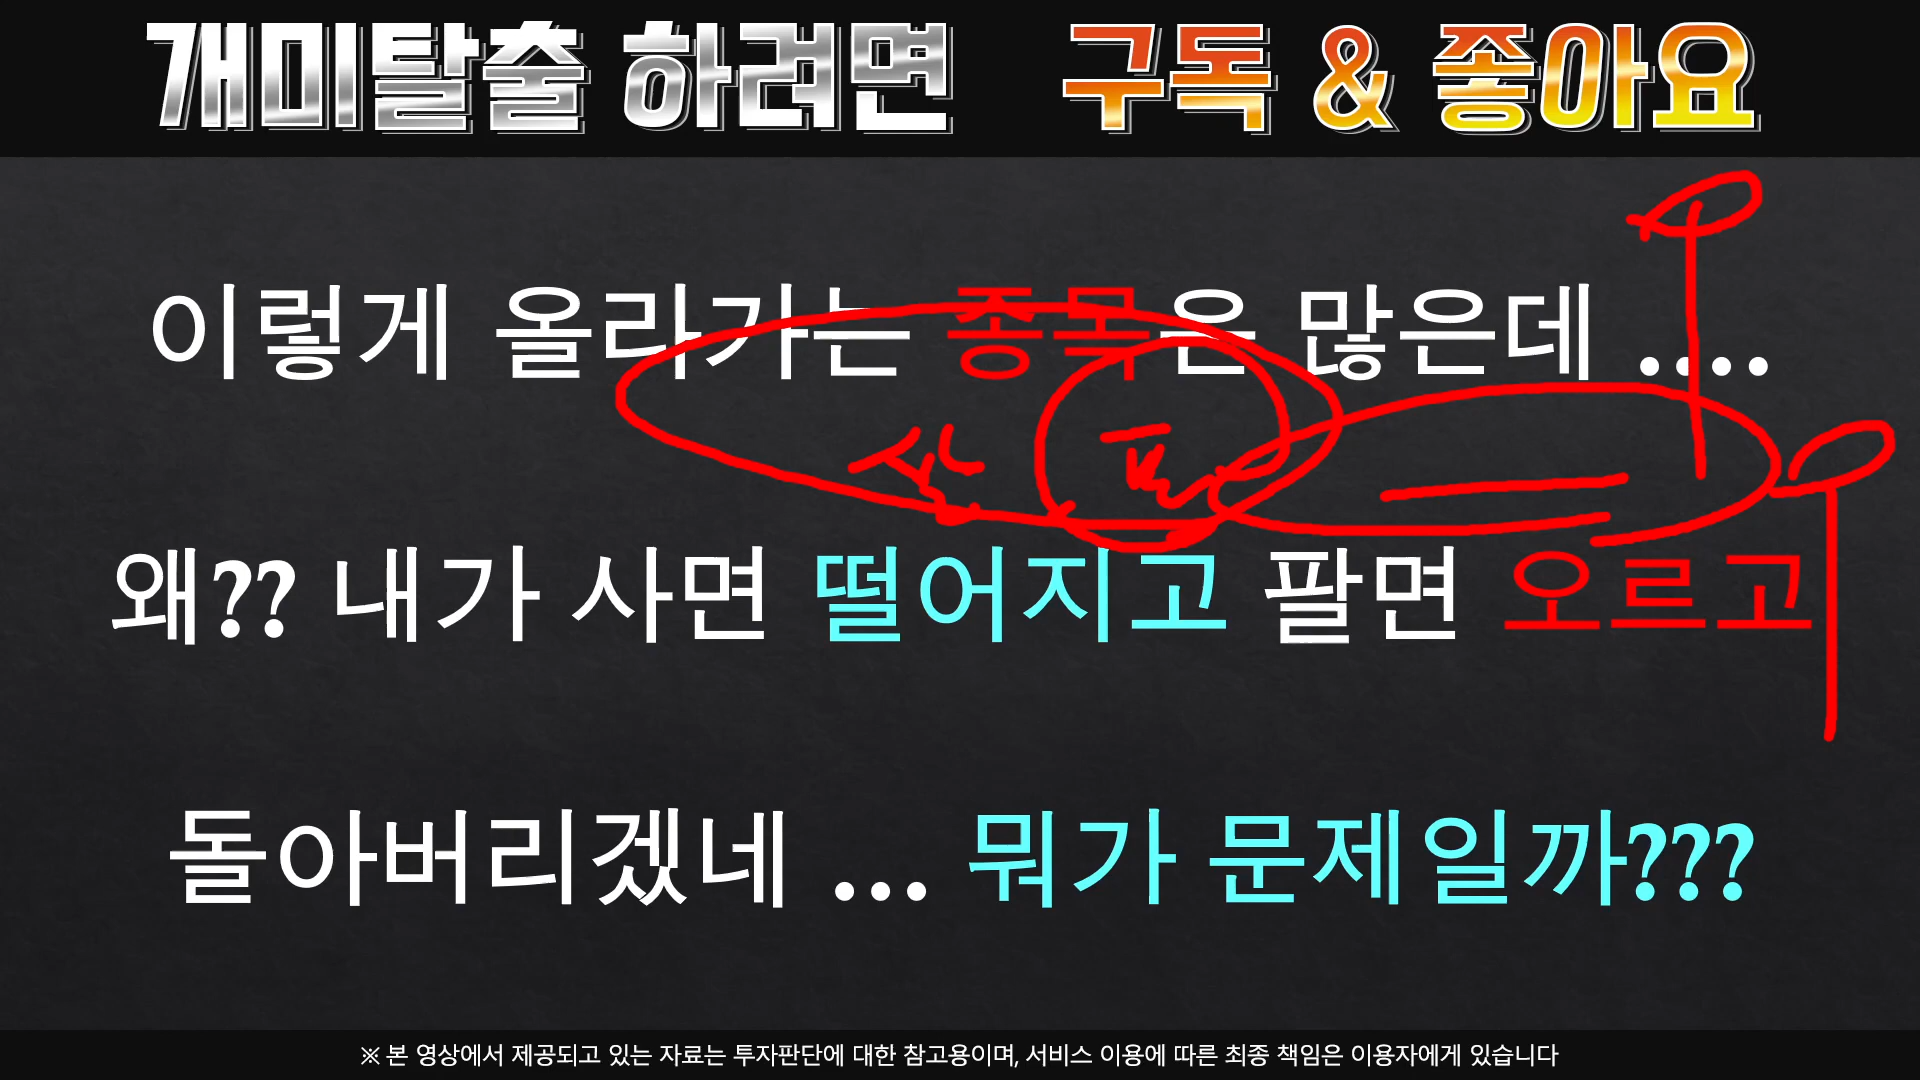 개미탈출 하려면 구독 & 좋아요
이렇게 올라가는 종목은 많은데 ....
왜?? 내가 사면 떨어지고 팔면 오르고
돌아버리겠네 ... 뭐가 문제일까???
※ 본 영상에서 제공되고 있는 자료는 투자판단에 대한 참고용이며, 서비스 이용에 따른 최종 책임은 이용자에게 있습니다